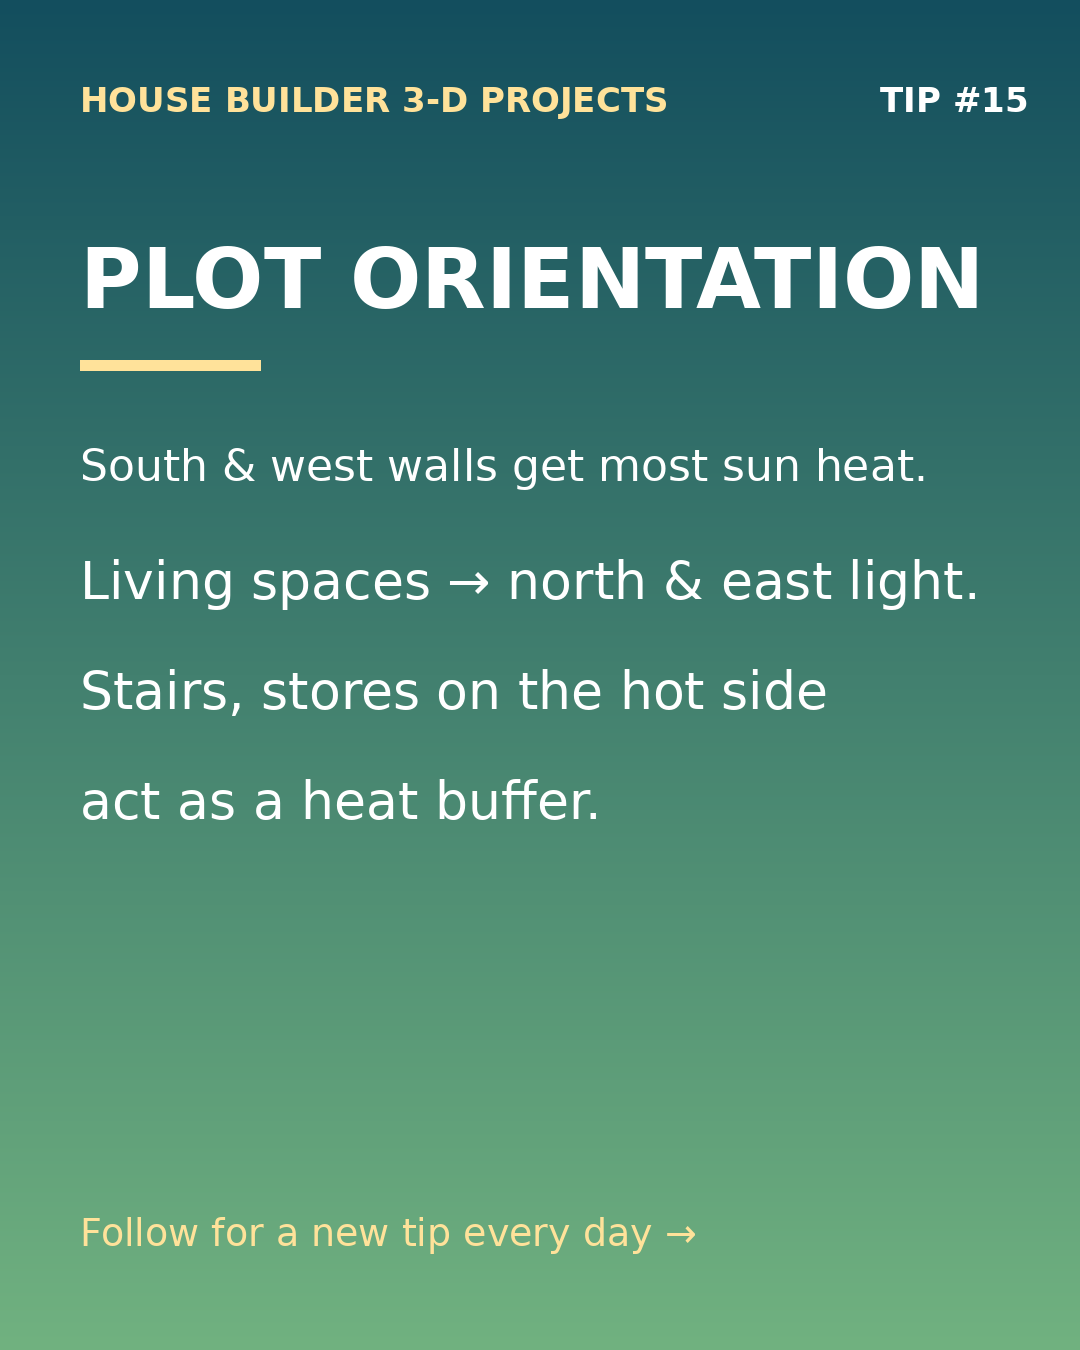 HOUSE BUILDER 3-D PROJECTS
TIP #15
PLOT ORIENTATION
South & west walls get most sun heat.
Living spaces → north & east light.
Stairs, stores on the hot side
act as a heat buffer.
Follow for a new tip every day →